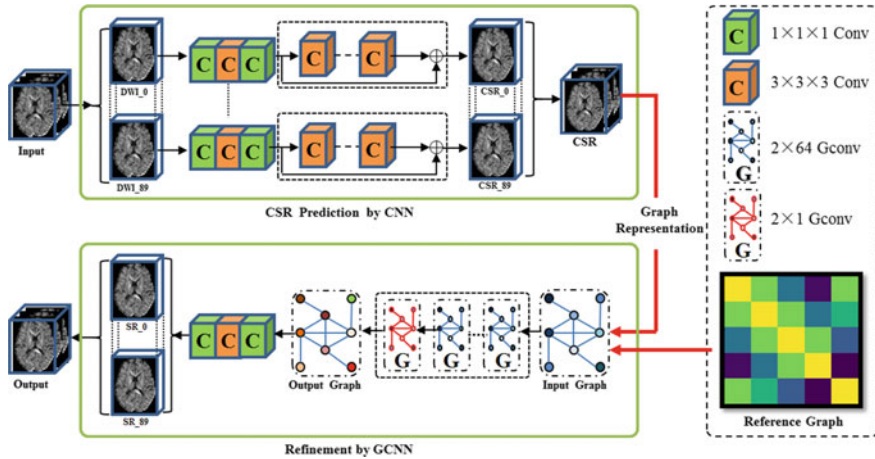 Input
DWI_0
DWI_89
C C C
C C
C C C
C C
CSR_0
CSR_89
CSR
CSR Prediction by CNN
Graph
Representation
Output
SR_0
SR_89
C C C
Output Graph
G G G
Input Graph
Refinement by GCNN
C 1×1×1 Conv
C 3×3×3 Conv
G 2×64 Gconv
G 2×1 Gconv
Reference Graph